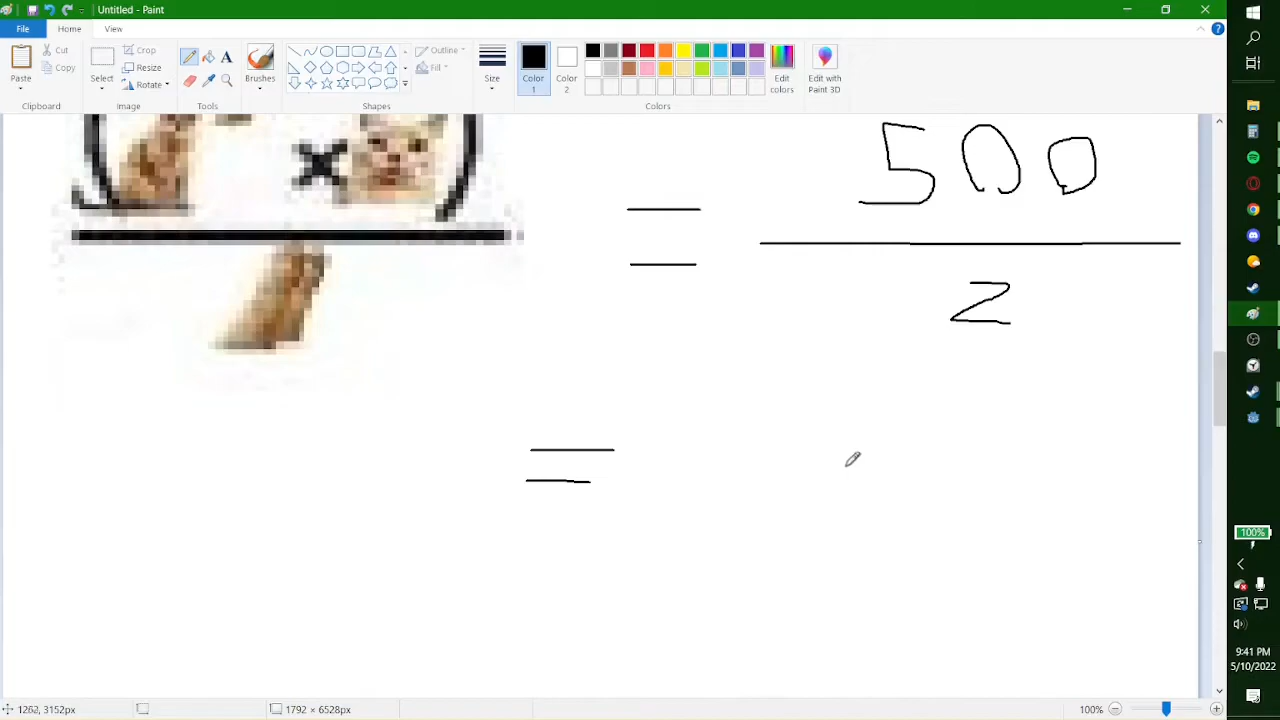 Untitled - Paint
File
Home
View
Paste
Cut
Copy
Clipboard
Select
Crop
Resize
Rotate
Image
Tools
Brushes
Shapes
Outline
Fill
Size
Color 1
Color 2
Edit colors
Edit with Paint 3D
Colors
×
=
500
2
=
100%
9:41 PM
5/10/2022
1262, 3152px
1792 × 6528px
100%